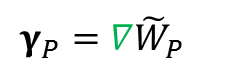 𝛄_P = ∇W̃_P